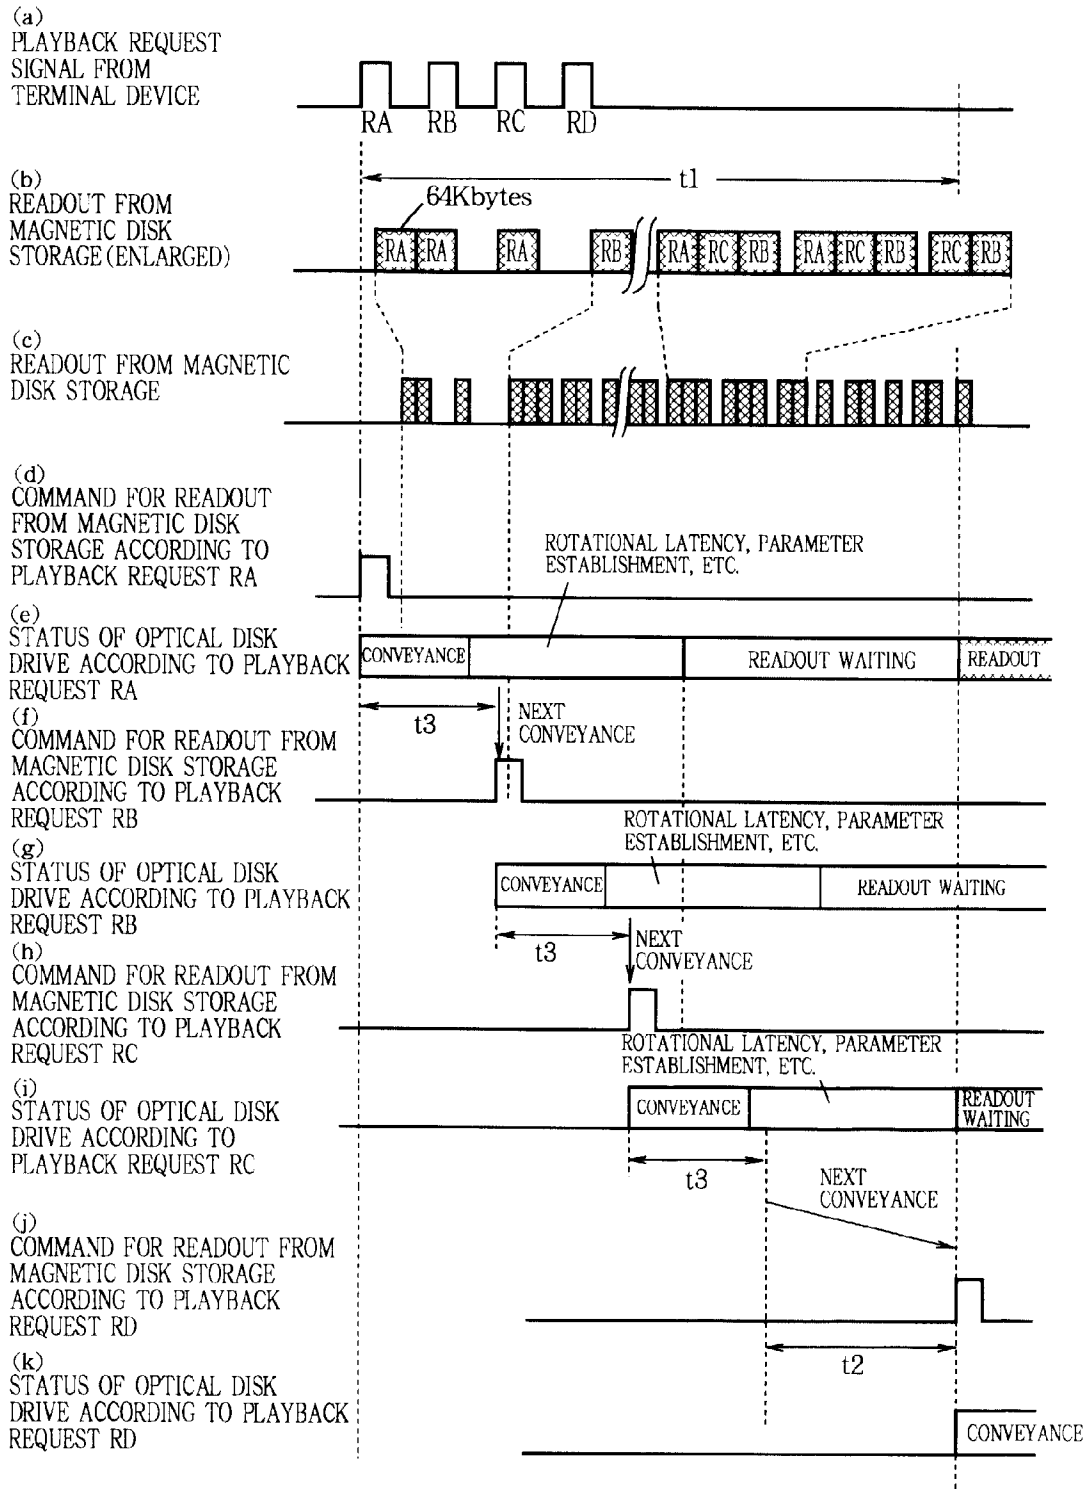 (a)
PLAYBACK REQUEST
SIGNAL FROM
TERMINAL DEVICE
RA RB RC RD
(b)
READOUT FROM
MAGNETIC DISK
STORAGE(ENLARGED)
t1
64Kbytes
RA RA RA RB RA RC RB RA RC RB RC RB
(c)
READOUT FROM MAGNETIC
DISK STORAGE
(d)
COMMAND FOR READOUT
FROM MAGNETIC DISK
STORAGE ACCORDING TO
PLAYBACK REQUEST RA
ROTATIONAL LATENCY, PARAMETER
ESTABLISHMENT, ETC.
(e)
STATUS OF OPTICAL DISK
DRIVE ACCORDING TO PLAYBACK
REQUEST RA
CONVEYANCE
READOUT WAITING
READOUT
t3
NEXT
CONVEYANCE
(f)
COMMAND FOR READOUT FROM
MAGNETIC DISK STORAGE
ACCORDING TO PLAYBACK
REQUEST RB
ROTATIONAL LATENCY, PARAMETER
ESTABLISHMENT, ETC.
(g)
STATUS OF OPTICAL DISK
DRIVE ACCORDING TO PLAYBACK
REQUEST RB
CONVEYANCE
READOUT WAITING
t3
NEXT
CONVEYANCE
(h)
COMMAND FOR READOUT FROM
MAGNETIC DISK STORAGE
ACCORDING TO PLAYBACK
REQUEST RC
ROTATIONAL LATENCY, PARAMETER
ESTABLISHMENT, ETC.
(i)
STATUS OF OPTICAL DISK
DRIVE ACCORDING TO
PLAYBACK REQUEST RC
CONVEYANCE
READOUT
WAITING
t3
NEXT
CONVEYANCE
(j)
COMMAND FOR READOUT FROM
MAGNETIC DISK STORAGE
ACCORDING TO PLAYBACK
REQUEST RD
t2
(k)
STATUS OF OPTICAL DISK
DRIVE ACCORDING TO PLAYBACK
REQUEST RD
CONVEYANCE